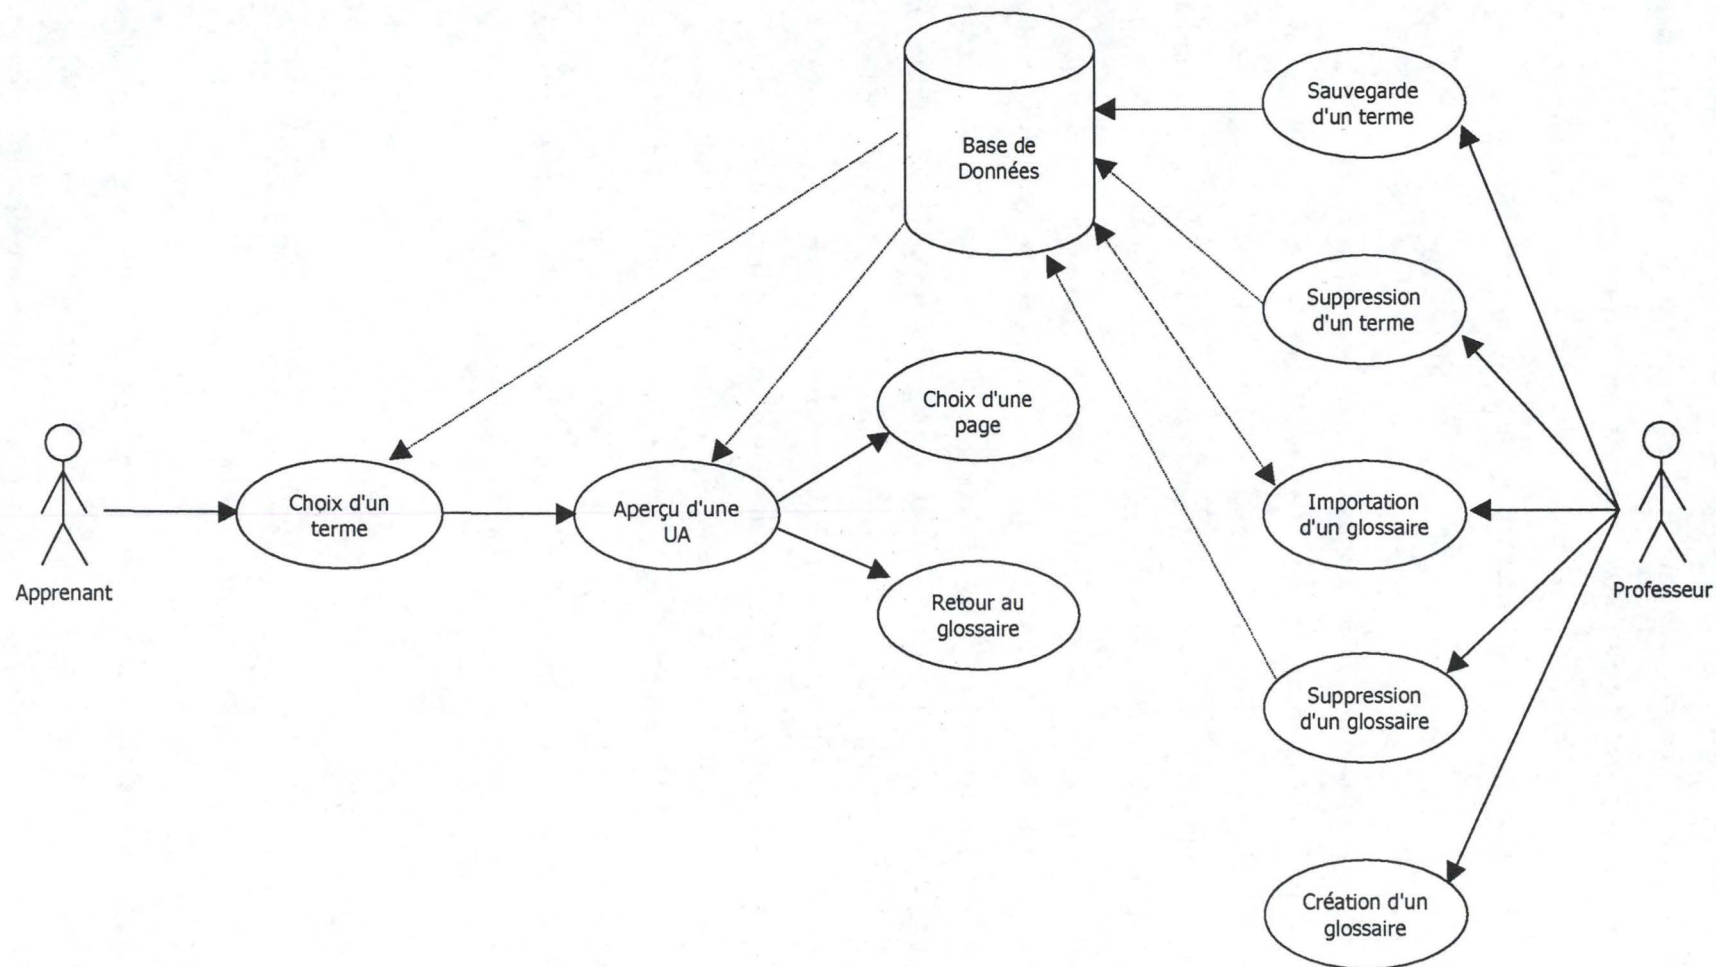 Base de
Données
Sauvegarde
d'un terme
Suppression
d'un terme
Choix d'une
page
Apprenant
Choix d'un
terme
Aperçu d'une
UA
Importation
d'un glossaire
Professeur
Retour au
glossaire
Suppression
d'un glossaire
Création d'un
glossaire